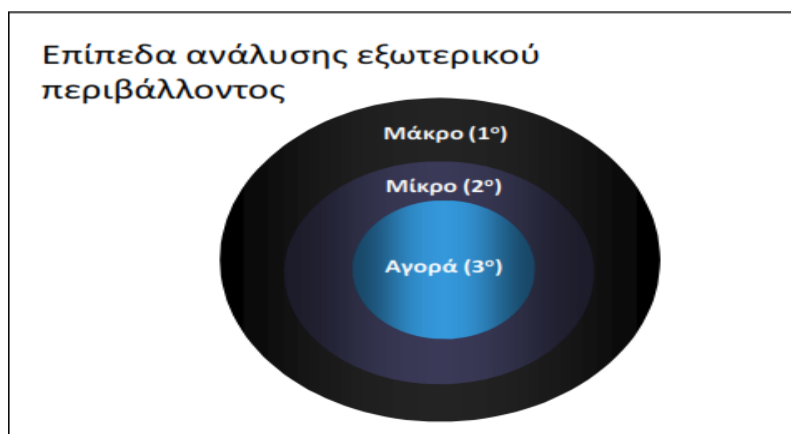 Επίπεδα ανάλυσης εξωτερικού
περιβάλλοντος
Μάκρο (1ο)
Μίκρο (2ο)
Αγορά (3ο)